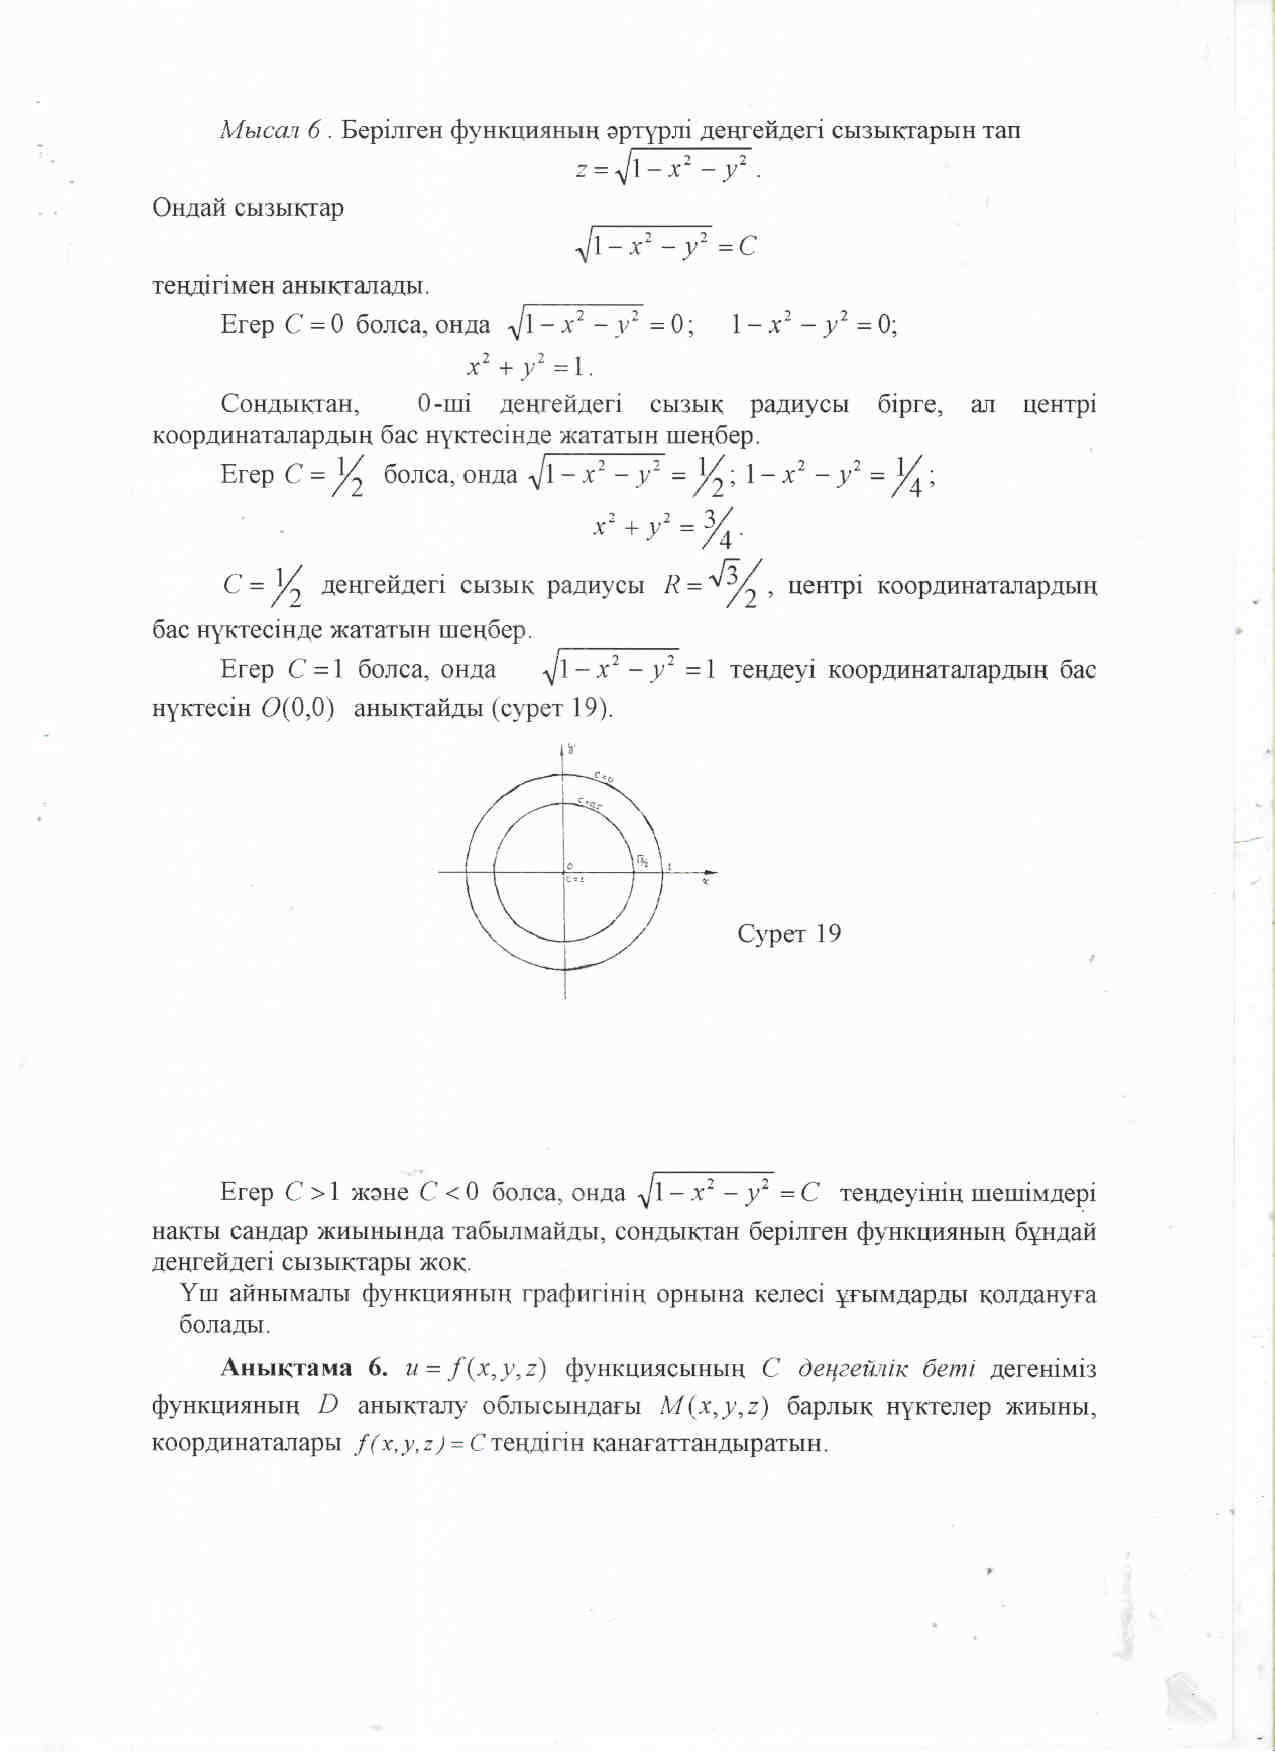 Мысал 6 . Берілген функцияның әртүрлі деңгейдегі сызықтарын тап
z = √(1 − x² − y²) .
Ондай сызықтар
√(1 − x² − y²) = C
теңдігімен анықталады.
Егер C = 0 болса, онда √(1 − x² − y²) = 0; 1 − x² − y² = 0;
x² + y² = 1.
Сондықтан, 0-ші деңгейдегі сызық радиусы бірге, ал центрі
координаталардың бас нүктесінде жататын шеңбер.
Егер C = 1/2 болса, онда √(1 − x² − y²) = 1/2; 1 − x² − y² = 1/4;
x² + y² = 3/4.
C = 1/2 деңгейдегі сызық радиусы R = √3/2 , центрі координаталардың
бас нүктесінде жататын шеңбер.
Егер C = 1 болса, онда √(1 − x² − y²) = 1 теңдеуі координаталардың бас
нүктесін O(0,0) анықтайды (сурет 19).
y
C=0
0
√3/2
1
C=1
x
Сурет 19
Егер C > 1 және C < 0 болса, онда √(1 − x² − y²) = C теңдеуінің шешімдері
нақты сандар жиынында табылмайды, сондықтан берілген функцияның бұндай
деңгейдегі сызықтары жоқ.
Үш айнымалы функцияның графигінің орнына келесі ұғымдарды қолдануға
болады.
Анықтама 6. u = f(x,y,z) функциясының C деңгейлік беті дегеніміз
функцияның D анықталу облысындағы M(x,y,z) барлық нүктелер жиыны,
координаталары f(x,y,z) = C теңдігін қанағаттандыратын.